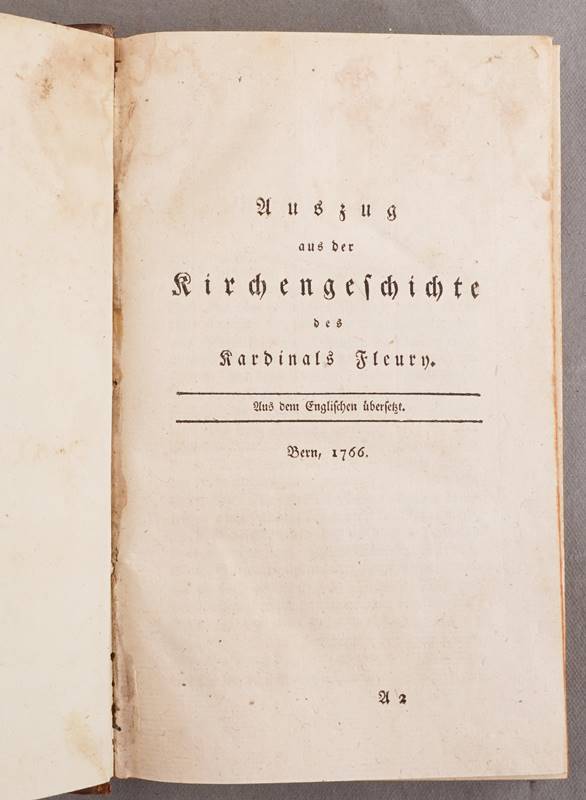 Auszug
aus der
Kirchengeſchichte
des
Kardinals Fleury.
Aus dem Engliſchen überſetzt.
Bern, 1766.
A 2